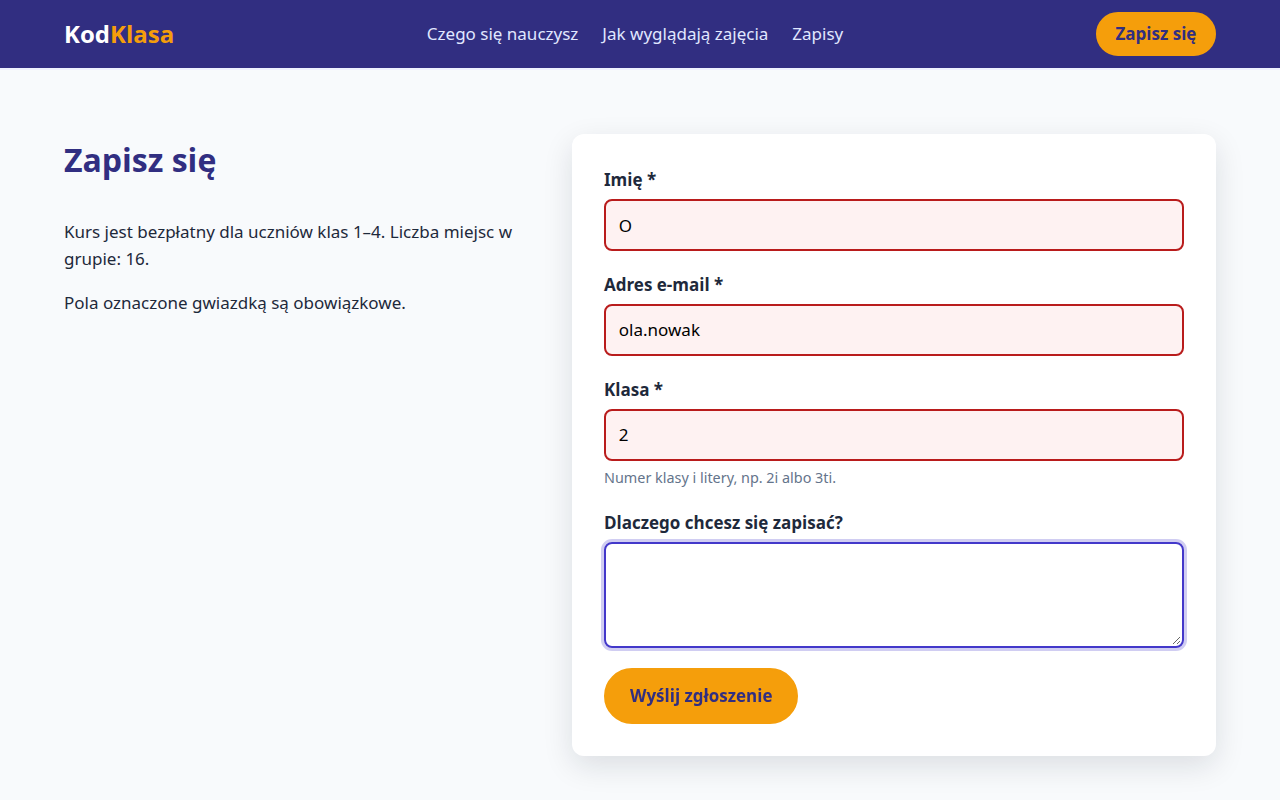 KodKlasa
Czego się nauczysz
Jak wyglądają zajęcia
Zapisy
Zapisz się
Zapisz się
Kurs jest bezpłatny dla uczniów klas 1–4. Liczba miejsc w
grupie: 16.
Pola oznaczone gwiazdką są obowiązkowe.
Imię *
O
Adres e-mail *
ola.nowak
Klasa *
2
Numer klasy i litery, np. 2i albo 3ti.
Dlaczego chcesz się zapisać?
Wyślij zgłoszenie